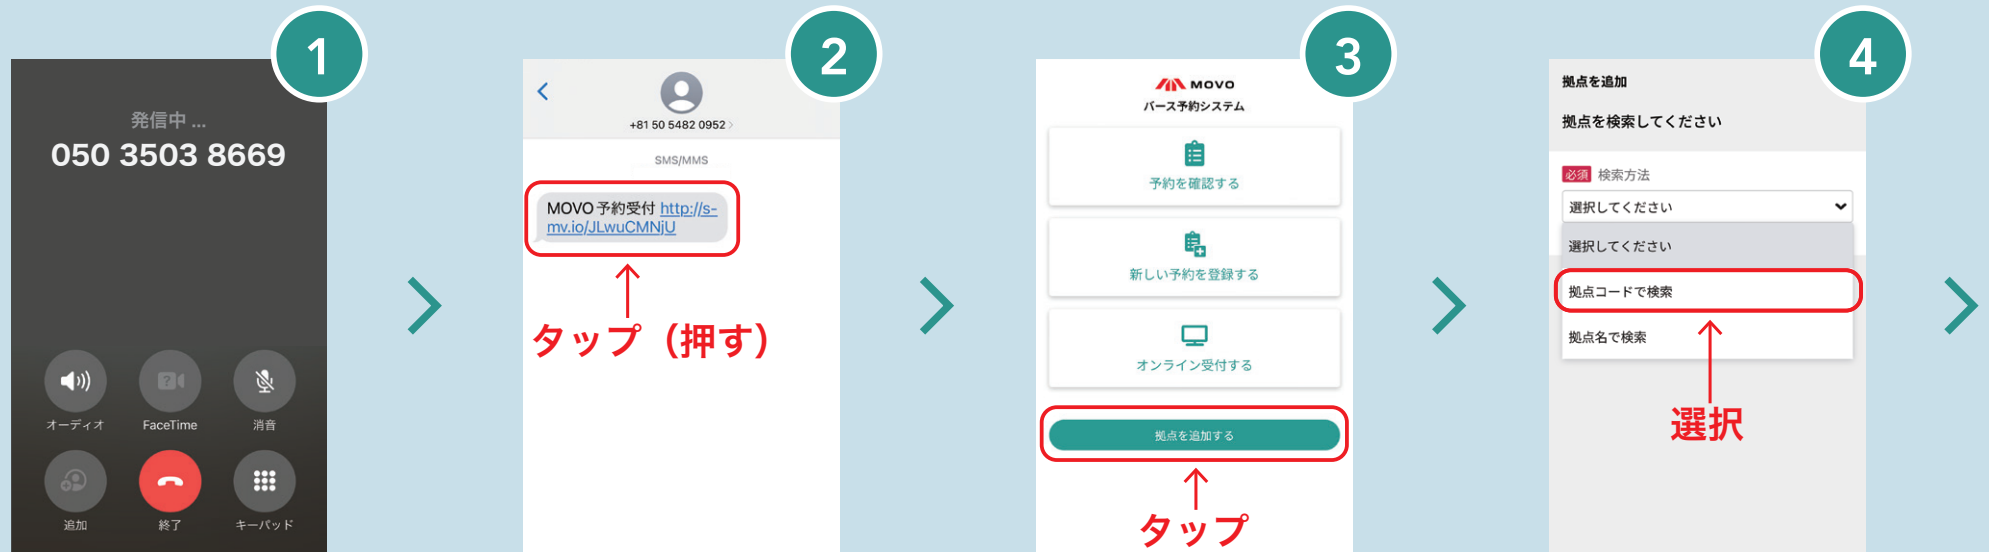 1
発信中 ...
050 3503 8669
オーディオ
FaceTime
消音
追加
終了
キーパッド
2
+81 50 5482 0952
SMS/MMS
MOVO 予約受付 http://s-
mv.io/JLwuCMNjU
タップ（押す）
3
MOVO
バース予約システム
予約を確認する
新しい予約を登録する
オンライン受付する
拠点を追加する
タップ
4
拠点を追加
拠点を検索してください
必須 検索方法
選択してください
選択してください
拠点コードで検索
拠点名で検索
選択